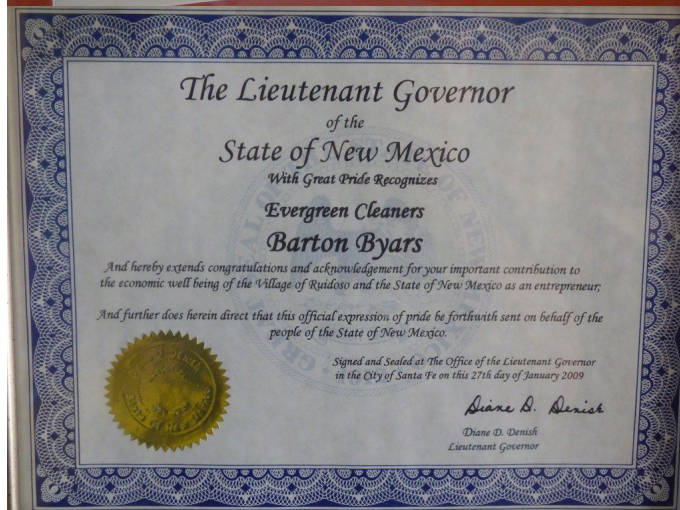 The Lieutenant Governor
of the
State of New Mexico
With Great Pride Recognizes
Evergreen Cleaners
Barton Byars
And hereby extends congratulations and acknowledgement for your important contribution to
the economic well being of the Village of Ruidoso and the State of New Mexico as an entrepreneur;
And further does herein direct that this official expression of pride be forthwith sent on behalf of the
people of the State of New Mexico.
Signed and Sealed at The Office of the Lieutenant Governor
in the City of Santa Fe on this 27th day of January 2009
Diane D. Denish
Diane D. Denish
Lieutenant Governor